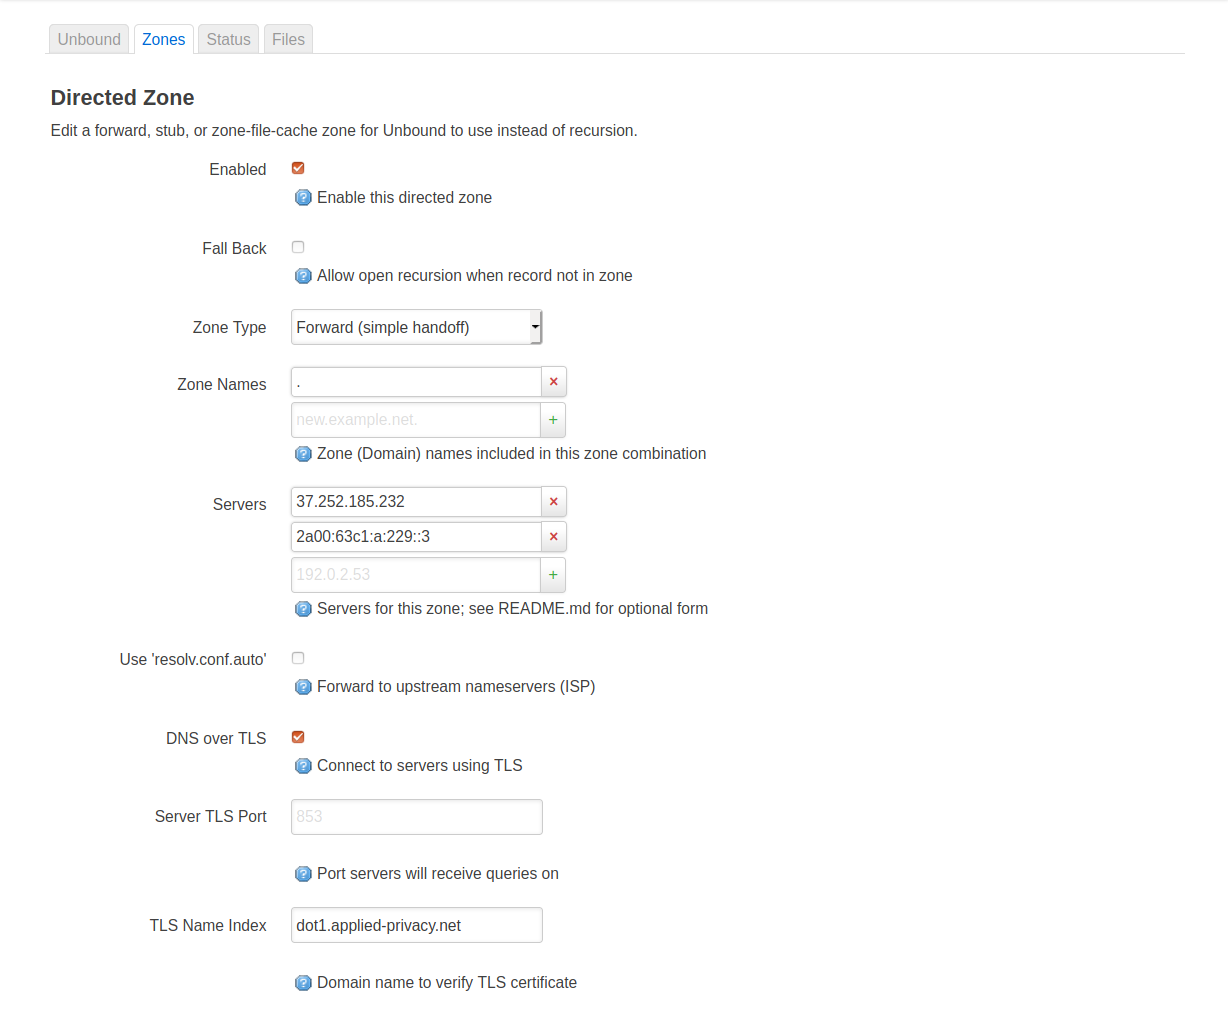 Unbound Zones Status Files
Directed Zone
Edit a forward, stub, or zone-file-cache zone for Unbound to use instead of recursion.
Enabled
Enable this directed zone
Fall Back
Allow open recursion when record not in zone
Zone Type Forward (simple handoff)
Zone Names . ×
new.example.net. +
Zone (Domain) names included in this zone combination
Servers 37.252.185.232 ×
2a00:63c1:a:229::3 ×
192.0.2.53 +
Servers for this zone; see README.md for optional form
Use 'resolv.conf.auto'
Forward to upstream nameservers (ISP)
DNS over TLS
Connect to servers using TLS
Server TLS Port 853
Port servers will receive queries on
TLS Name Index dot1.applied-privacy.net
Domain name to verify TLS certificate